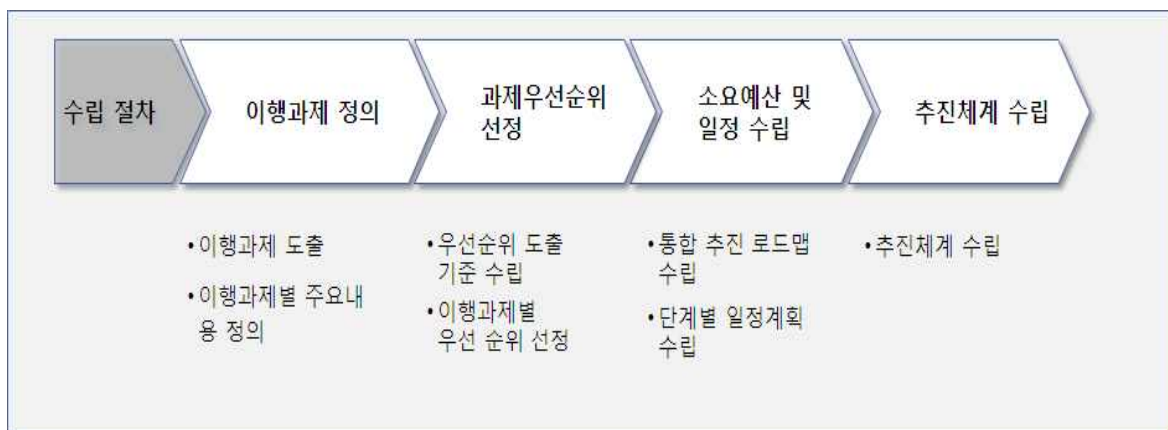 수립 절차
이행과제 정의
과제우선순위
선정
소요예산 및
일정 수립
추진체계 수립
•이행과제 도출
•이행과제별 주요내
용 정의
•우선순위 도출
기준 수립
•이행과제별
우선 순위 선정
•통합 추진 로드맵
수립
•단계별 일정계획
수립
•추진체계 수립